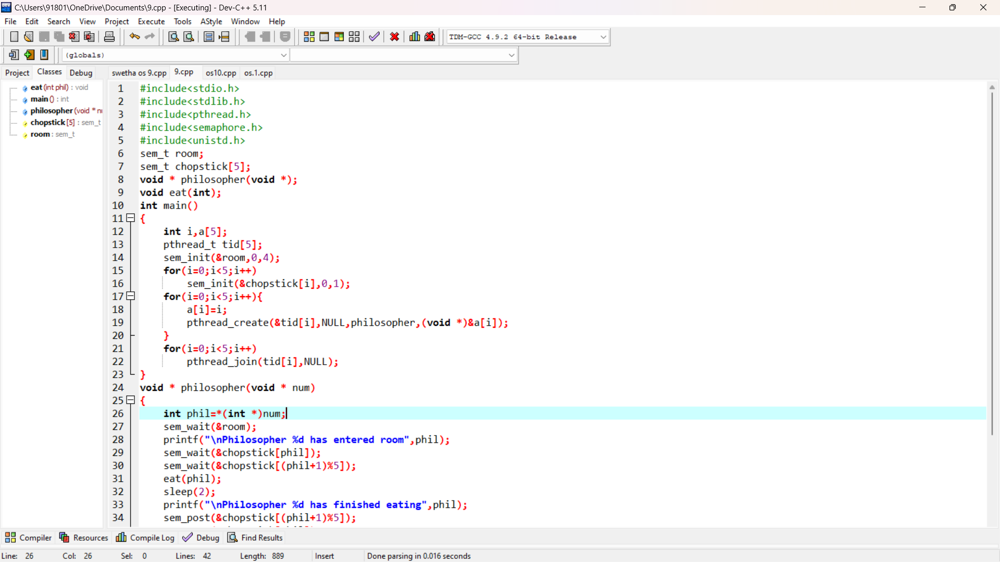 C:\Users\91801\OneDrive\Documents\9.cpp - [Executing] - Dev-C++ 5.11
File Edit Search View Project Execute Tools AStyle Window Help
TDM-GCC 4.9.2 64-bit Release
(globals)
Project Classes Debug
swetha os 9.cpp 9.cpp os10.cpp os.1.cpp
eat (int phil) : void
main () : int
philosopher (void * nu
chopstick [5] : sem_t
room : sem_t
1 #include<stdio.h>
2 #include<stdlib.h>
3 #include<pthread.h>
4 #include<semaphore.h>
5 #include<unistd.h>
6 sem_t room;
7 sem_t chopstick[5];
8 void * philosopher(void *);
9 void eat(int);
10 int main()
11 {
12 int i,a[5];
13 pthread_t tid[5];
14 sem_init(&room,0,4);
15 for(i=0;i<5;i++)
16 sem_init(&chopstick[i],0,1);
17 for(i=0;i<5;i++){
18 a[i]=i;
19 pthread_create(&tid[i],NULL,philosopher,(void *)&a[i]);
20 }
21 for(i=0;i<5;i++)
22 pthread_join(tid[i],NULL);
23 }
24 void * philosopher(void * num)
25 {
26 int phil=*(int *)num;
27 sem_wait(&room);
28 printf("\nPhilosopher %d has entered room",phil);
29 sem_wait(&chopstick[phil]);
30 sem_wait(&chopstick[(phil+1)%5]);
31 eat(phil);
32 sleep(2);
33 printf("\nPhilosopher %d has finished eating",phil);
34 sem_post(&chopstick[(phil+1)%5]);
Compiler Resources Compile Log Debug Find Results
Line: 26 Col: 26 Sel: 0 Lines: 42 Length: 889 Insert Done parsing in 0.016 seconds